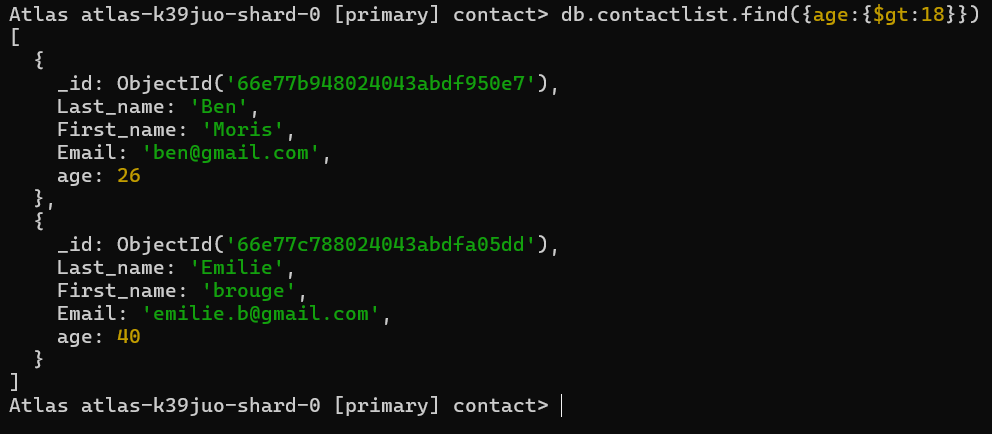 Atlas atlas-k39juo-shard-0 [primary] contact> db.contactlist.find({age:{$gt:18}})
[
  {
    _id: ObjectId('66e77b948024043abdf950e7'),
    Last_name: 'Ben',
    First_name: 'Moris',
    Email: 'ben@gmail.com',
    age: 26
  },
  {
    _id: ObjectId('66e77c788024043abdfa05dd'),
    Last_name: 'Emilie',
    First_name: 'brouge',
    Email: 'emilie.b@gmail.com',
    age: 40
  }
]
Atlas atlas-k39juo-shard-0 [primary] contact>